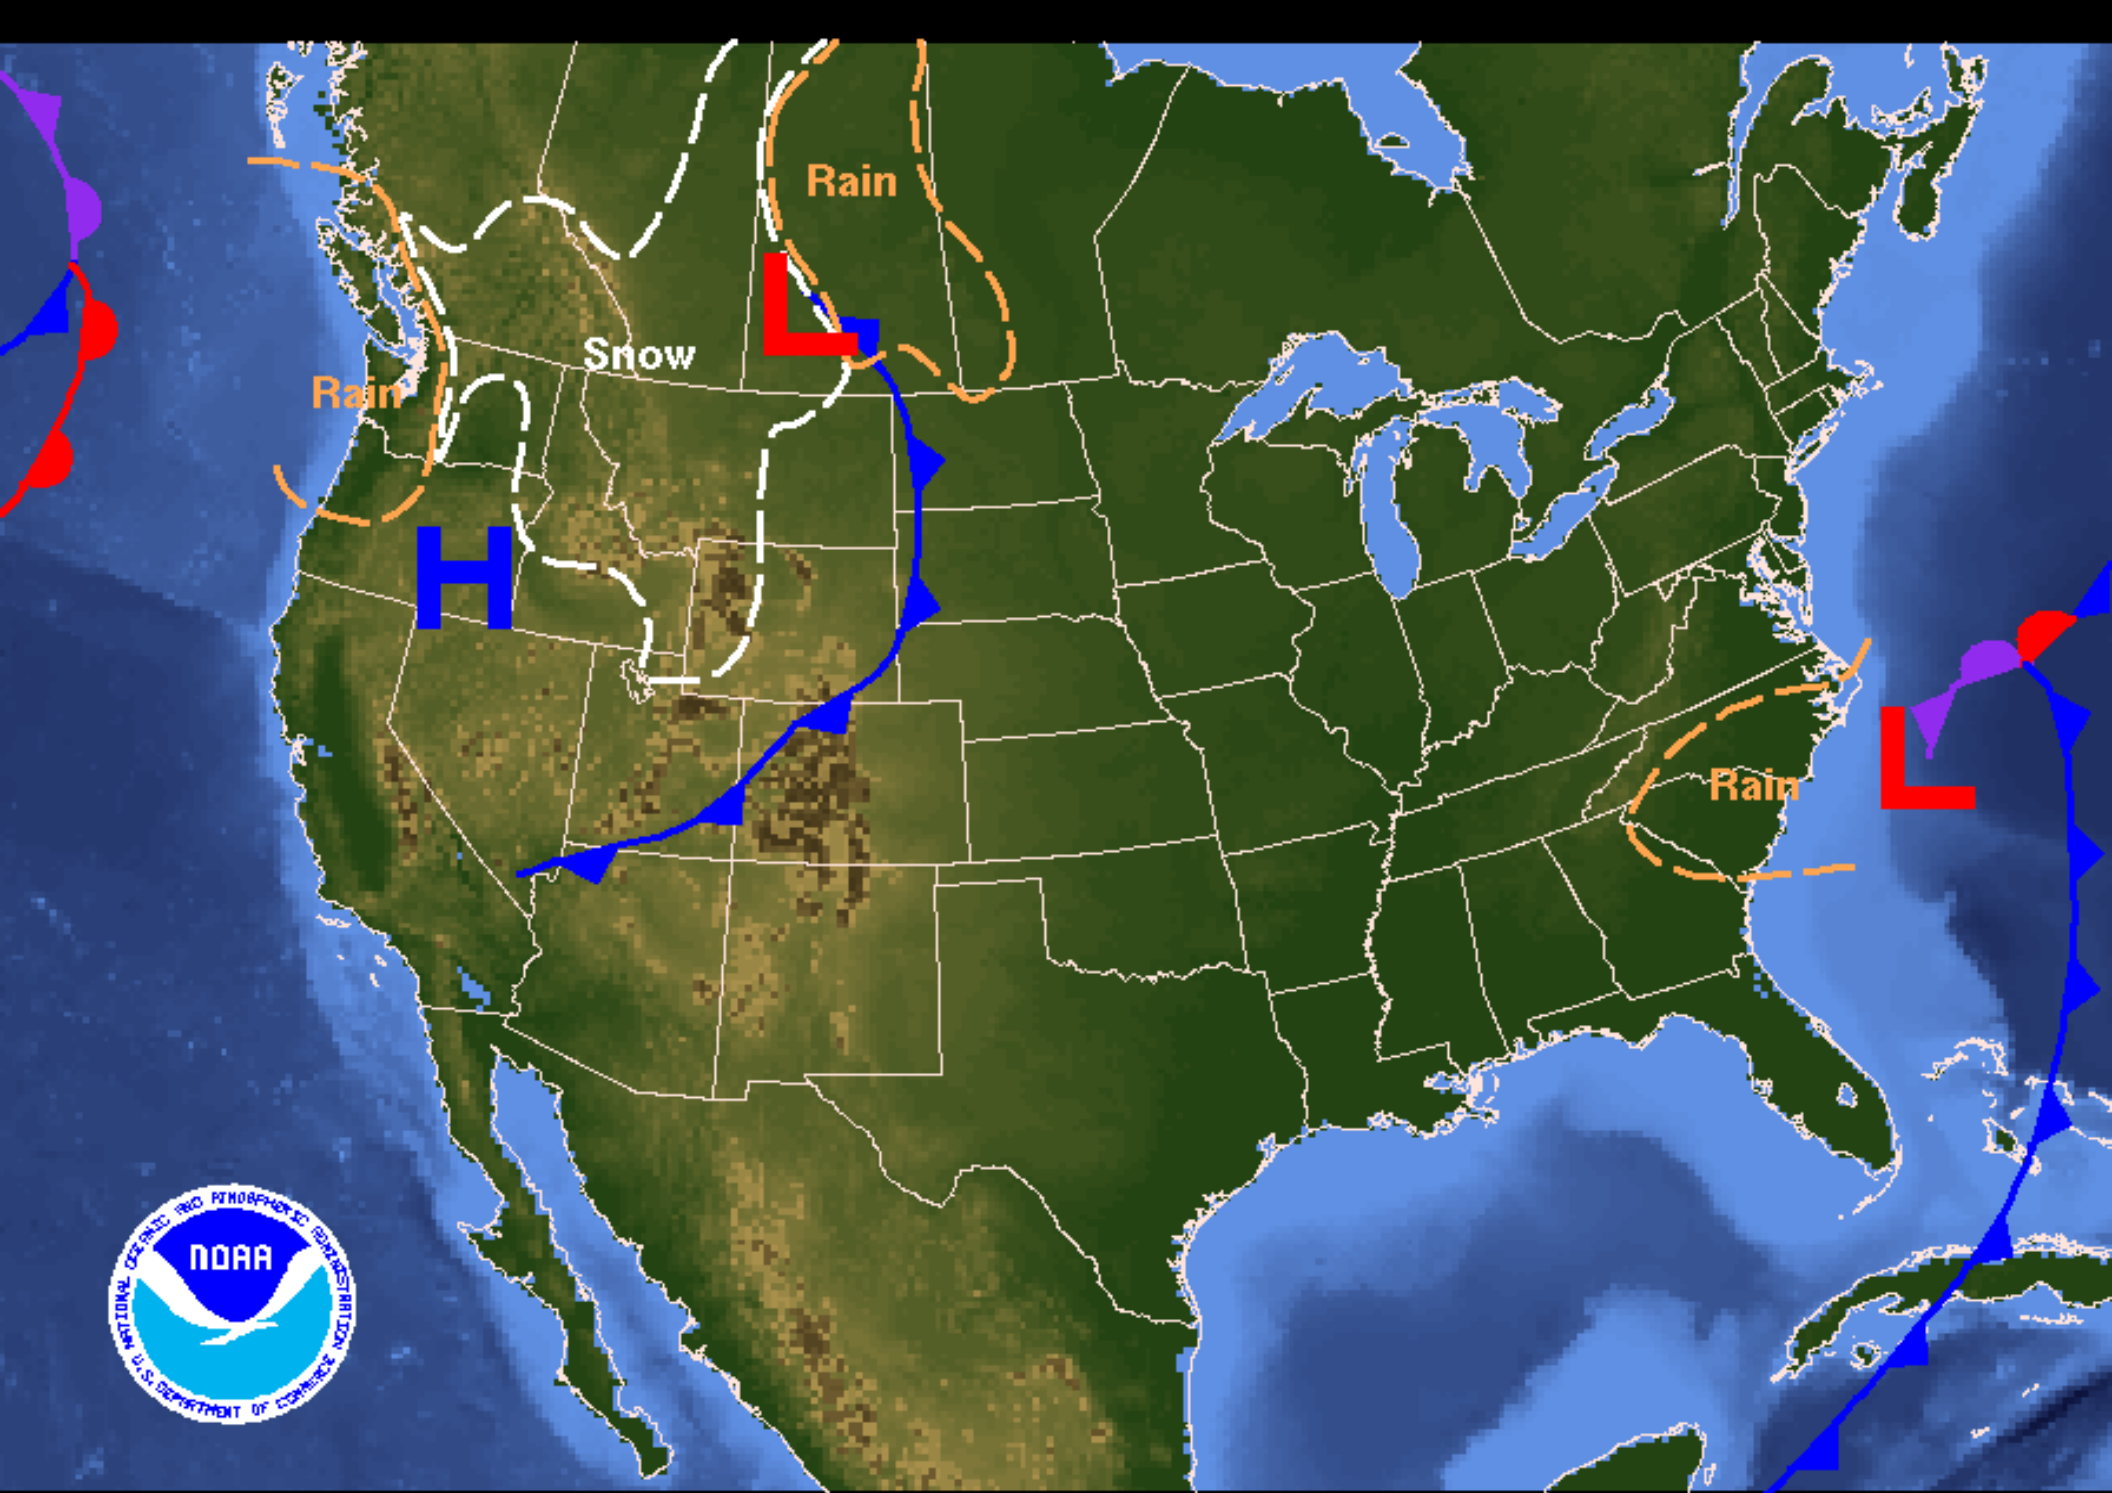 Rain
L
Snow
Rain
H
L
Rain
NOAA
NATIONAL OCEANIC AND ATMOSPHERIC ADMINISTRATION
U.S. DEPARTMENT OF COMMERCE